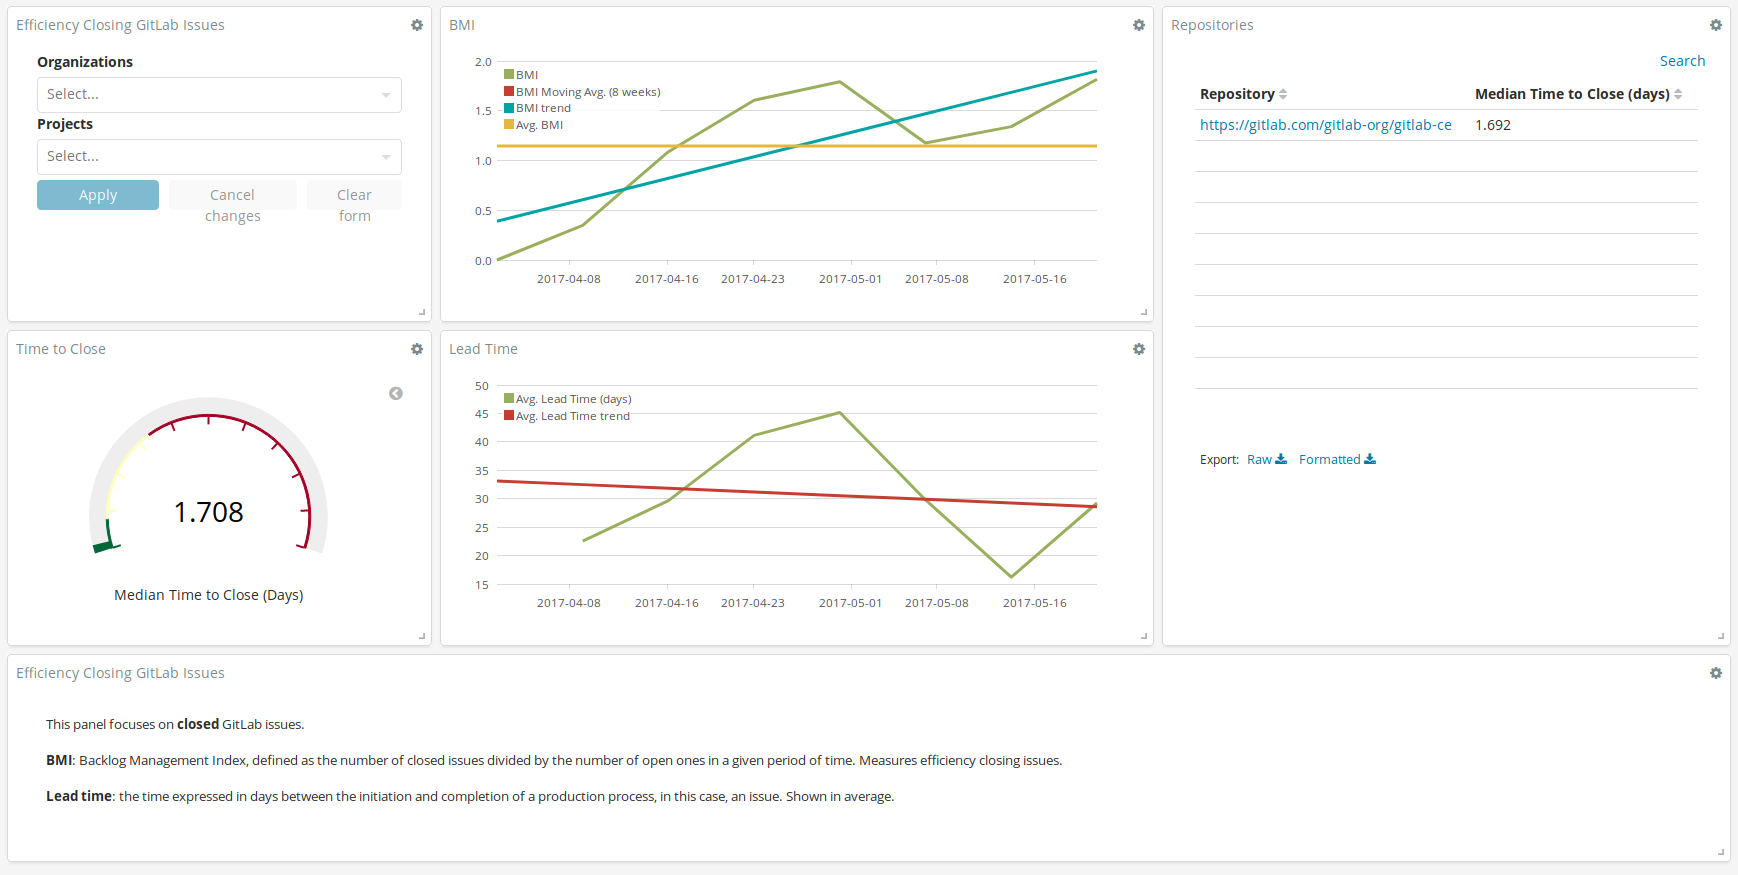 Efficiency Closing GitLab Issues
Organizations
Select...
Projects
Select...
Apply
Cancel changes
Clear form
BMI
2.0
1.5
1.0
0.5
0.0
BMI
BMI Moving Avg. (8 weeks)
BMI trend
Avg. BMI
2017-04-08 2017-04-16 2017-04-23 2017-05-01 2017-05-08 2017-05-16
Repositories
Search
Repository Median Time to Close (days)
https://gitlab.com/gitlab-org/gitlab-ce 1.692
Export: Raw Formatted
Time to Close
1.708
Median Time to Close (Days)
Lead Time
50
45
40
35
30
25
20
15
Avg. Lead Time (days)
Avg. Lead Time trend
2017-04-08 2017-04-16 2017-04-23 2017-05-01 2017-05-08 2017-05-16
Efficiency Closing GitLab Issues
This panel focuses on closed GitLab issues.
BMI: Backlog Management Index, defined as the number of closed issues divided by the number of open ones in a given period of time. Measures efficiency closing issues.
Lead time: the time expressed in days between the initiation and completion of a production process, in this case, an issue. Shown in average.